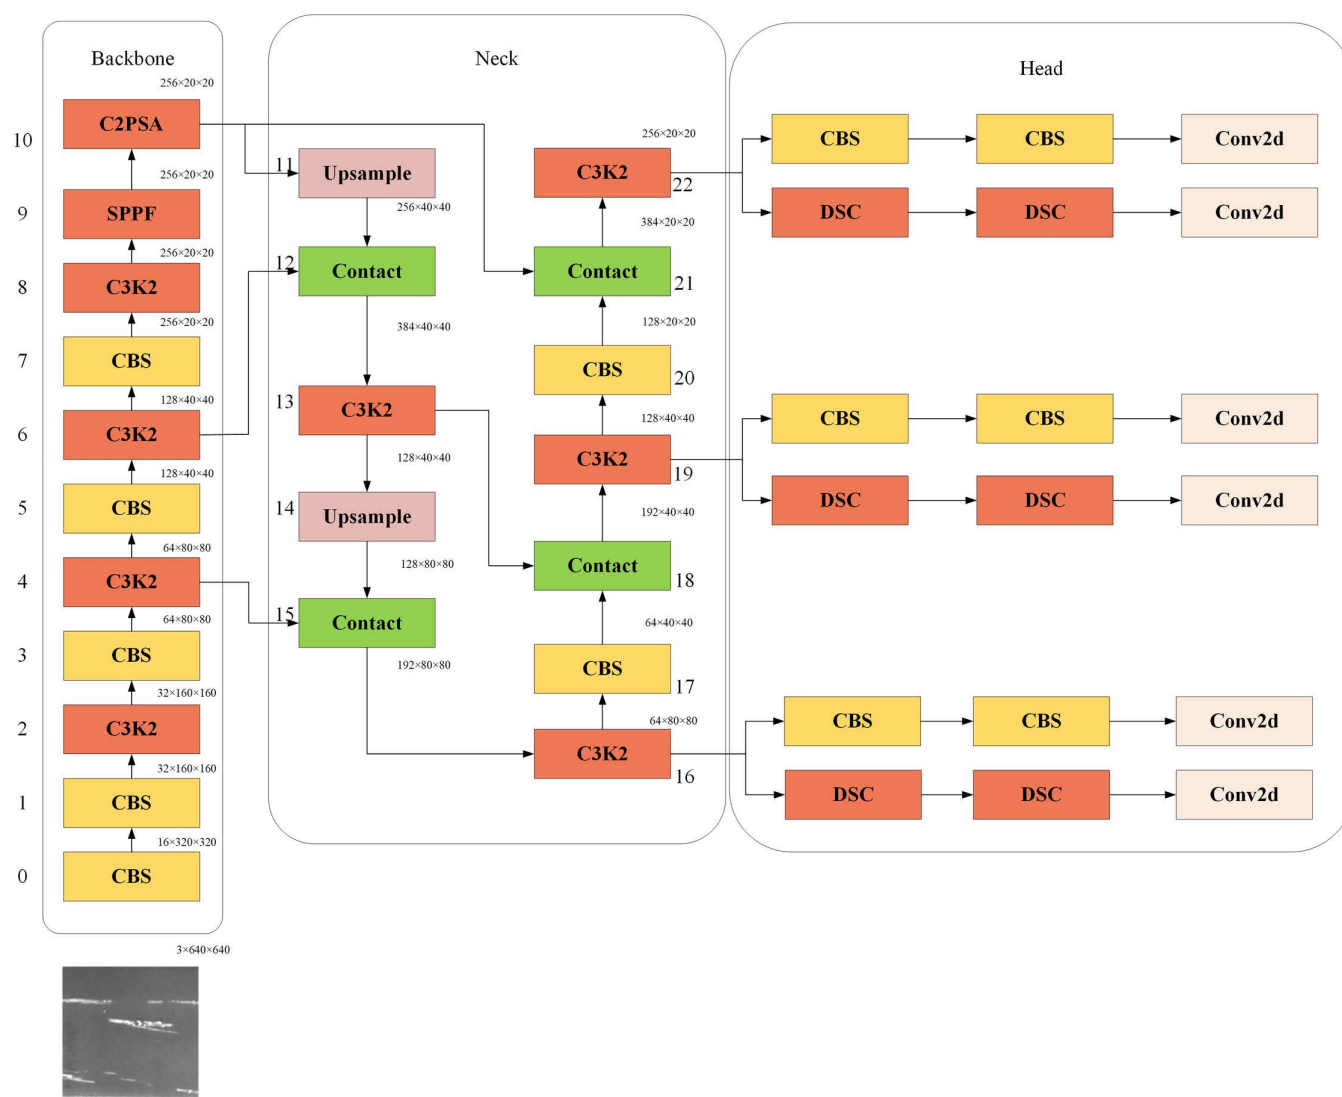 Backbone
256×20×20
C2PSA
10
256×20×20
SPPF
9
256×20×20
C3K2
8
256×20×20
CBS
7
128×40×40
C3K2
6
128×40×40
CBS
5
64×80×80
C3K2
4
64×80×80
CBS
3
32×160×160
C3K2
2
32×160×160
CBS
1
16×320×320
CBS
0
3×640×640
Neck
11
Upsample
256×40×40
12
Contact
384×40×40
13
C3K2
128×40×40
14
Upsample
128×80×80
15
Contact
192×80×80
256×20×20
C3K2
22
384×20×20
Contact
21
128×20×20
CBS
20
128×40×40
C3K2
19
192×40×40
Contact
18
64×40×40
CBS
17
64×80×80
C3K2
16
Head
CBS CBS Conv2d
DSC DSC Conv2d
CBS CBS Conv2d
DSC DSC Conv2d
CBS CBS Conv2d
DSC DSC Conv2d